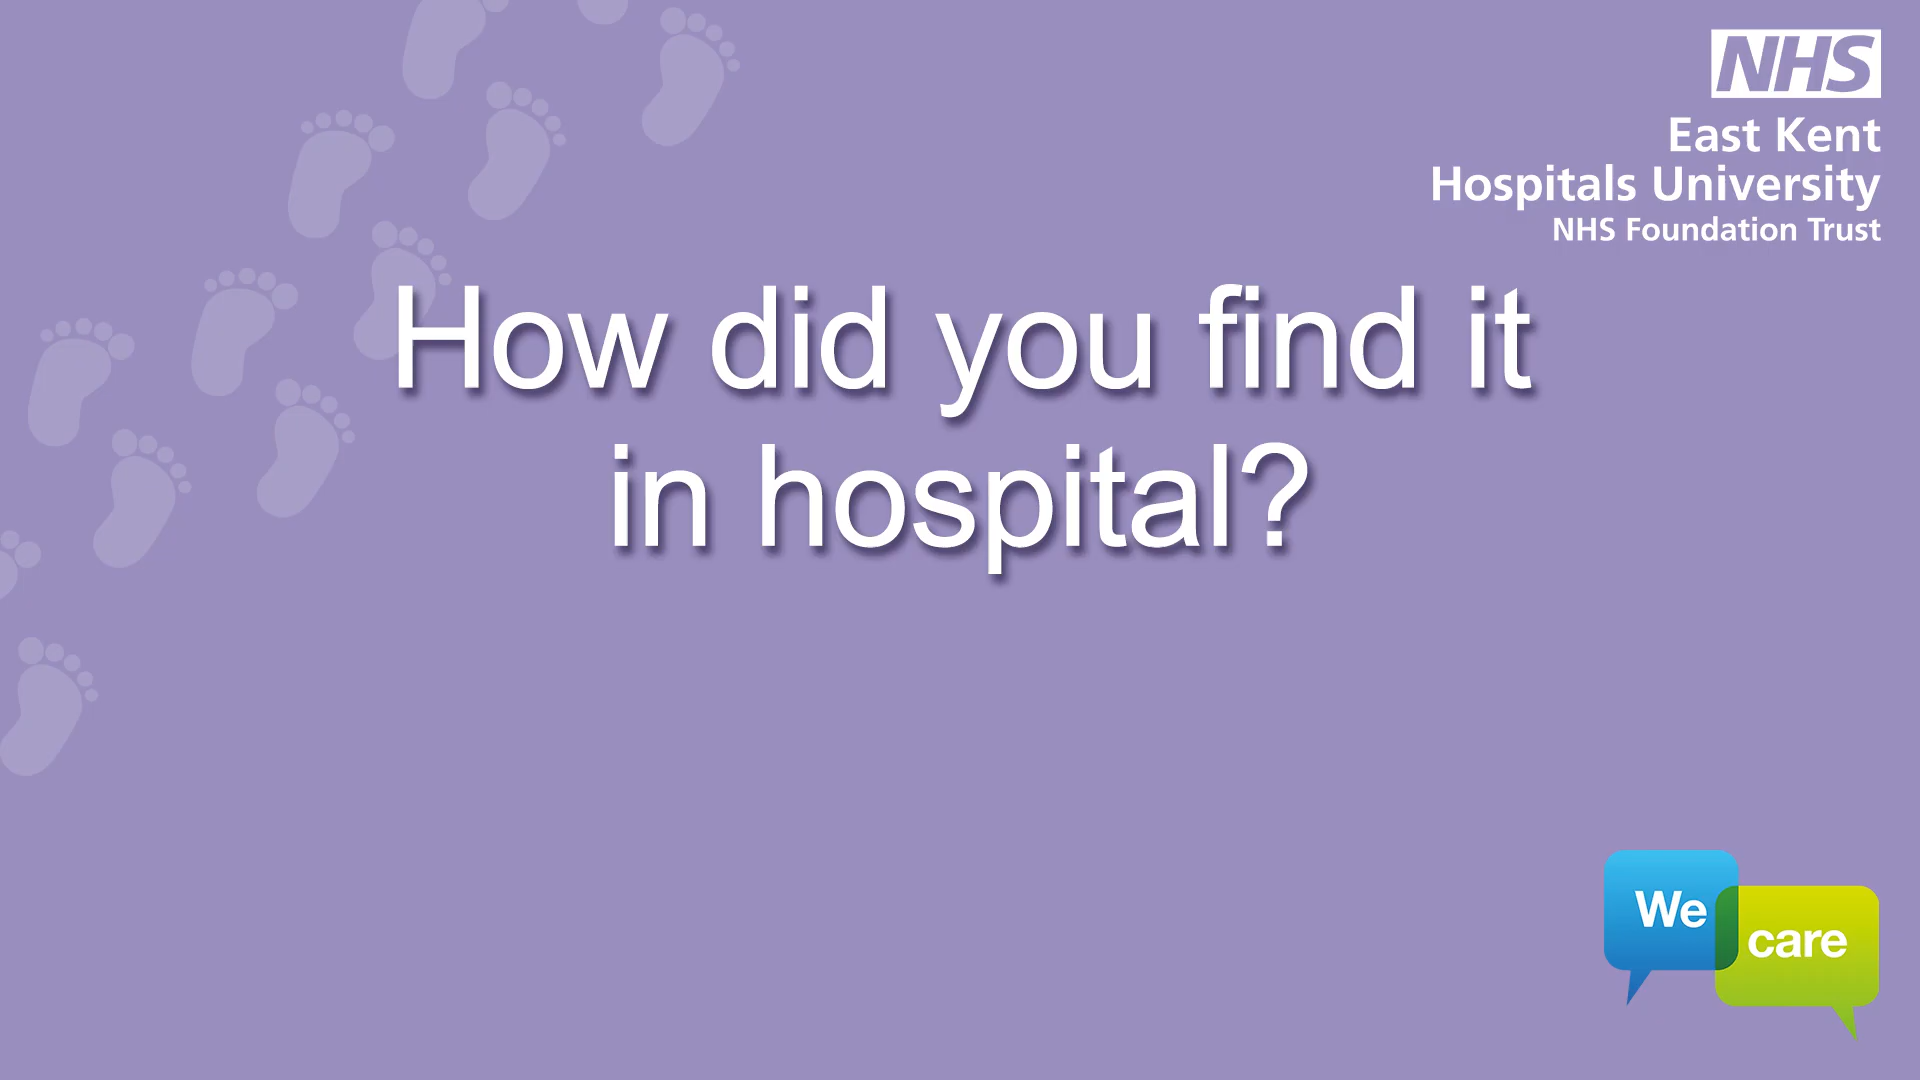 NHS
East Kent
Hospitals University
NHS Foundation Trust
How did you find it
in hospital?
We
care